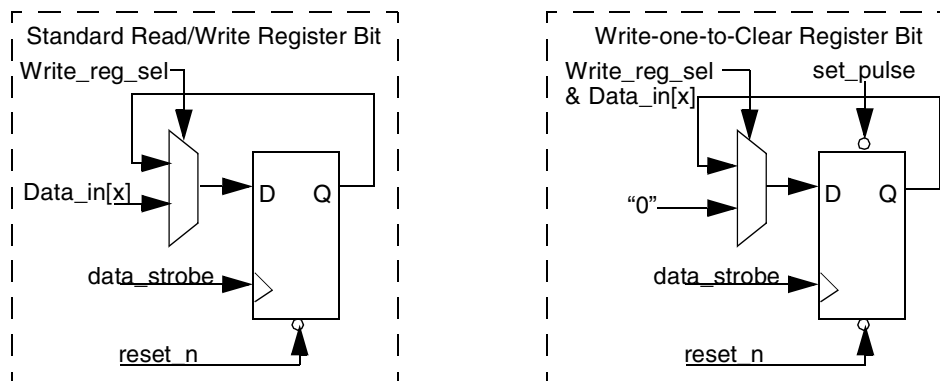 Standard Read/Write Register Bit
Write_reg_sel
Data_in[x]
D Q
data_strobe
reset_n
Write-one-to-Clear Register Bit
Write_reg_sel
& Data_in[x]
set_pulse
“0”
D Q
data_strobe
reset_n